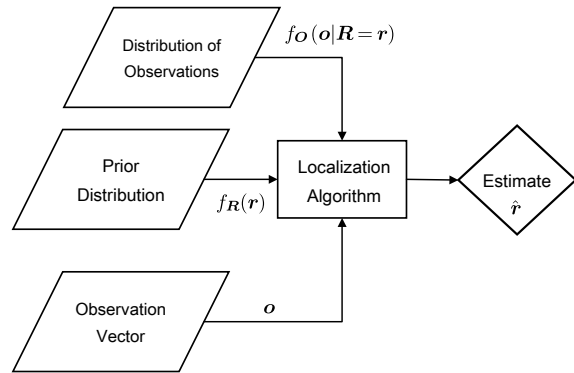 Distribution of
Observations
f_O(o|R = r)
Prior
Distribution
f_R(r)
Localization
Algorithm
Estimate
r̂
Observation
Vector
o